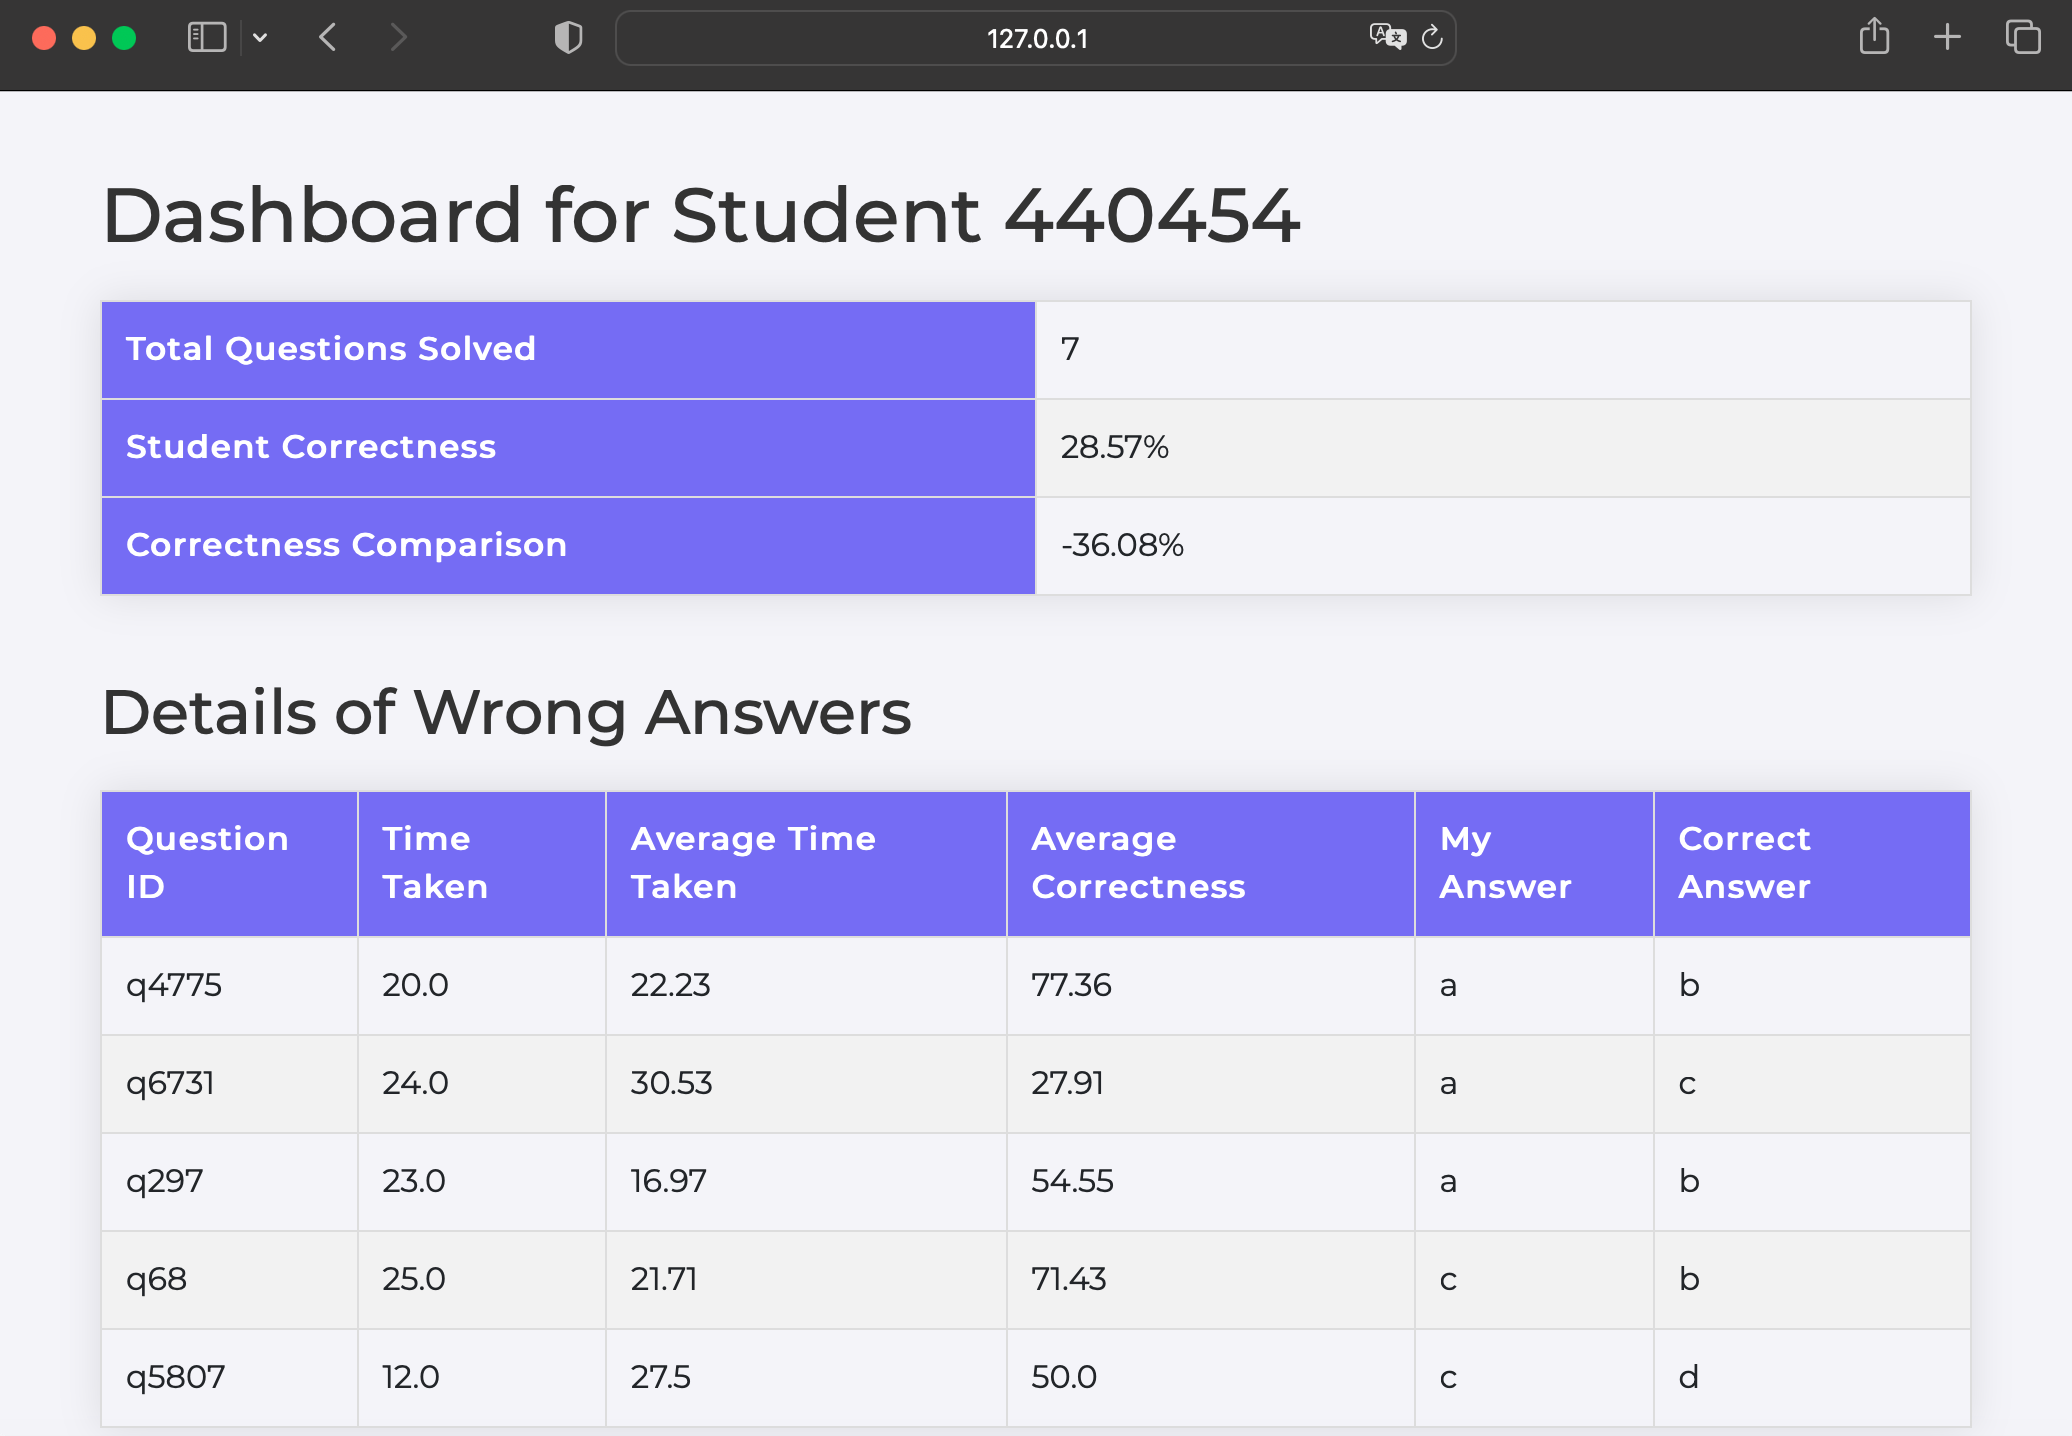 127.0.0.1
Dashboard for Student 440454
Total Questions Solved 7
Student Correctness 28.57%
Correctness Comparison -36.08%
Details of Wrong Answers
Question ID Time Taken Average Time Taken Average Correctness My Answer Correct Answer
q4775 20.0 22.23 77.36 a b
q6731 24.0 30.53 27.91 a c
q297 23.0 16.97 54.55 a b
q68 25.0 21.71 71.43 c b
q5807 12.0 27.5 50.0 c d